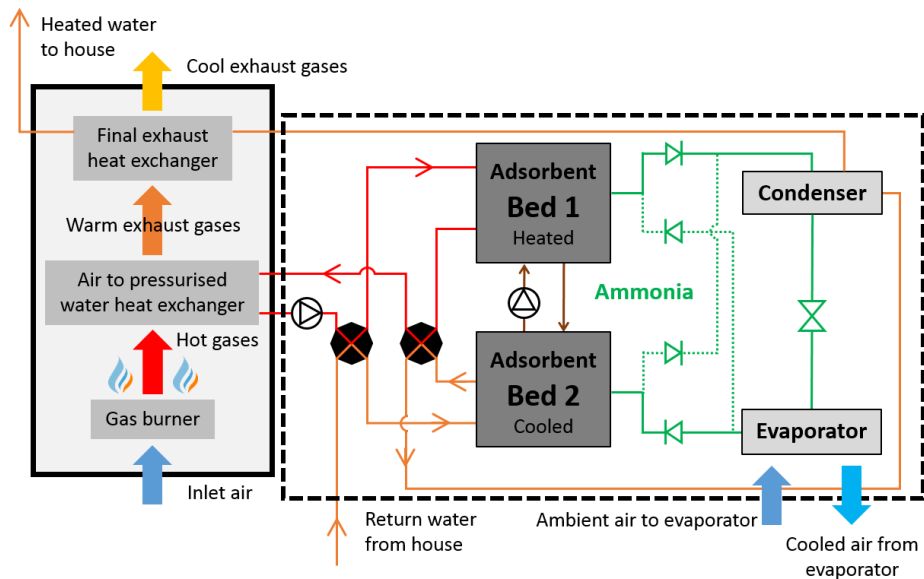 Heated water
to house
Cool exhaust gases
Final exhaust
heat exchanger
Warm exhaust gases
Air to pressurised
water heat exchanger
Hot gases
Gas burner
Inlet air
Adsorbent
Bed 1
Heated
Condenser
Ammonia
Adsorbent
Bed 2
Cooled
Evaporator
Return water
from house
Ambient air to evaporator
Cooled air from
evaporator